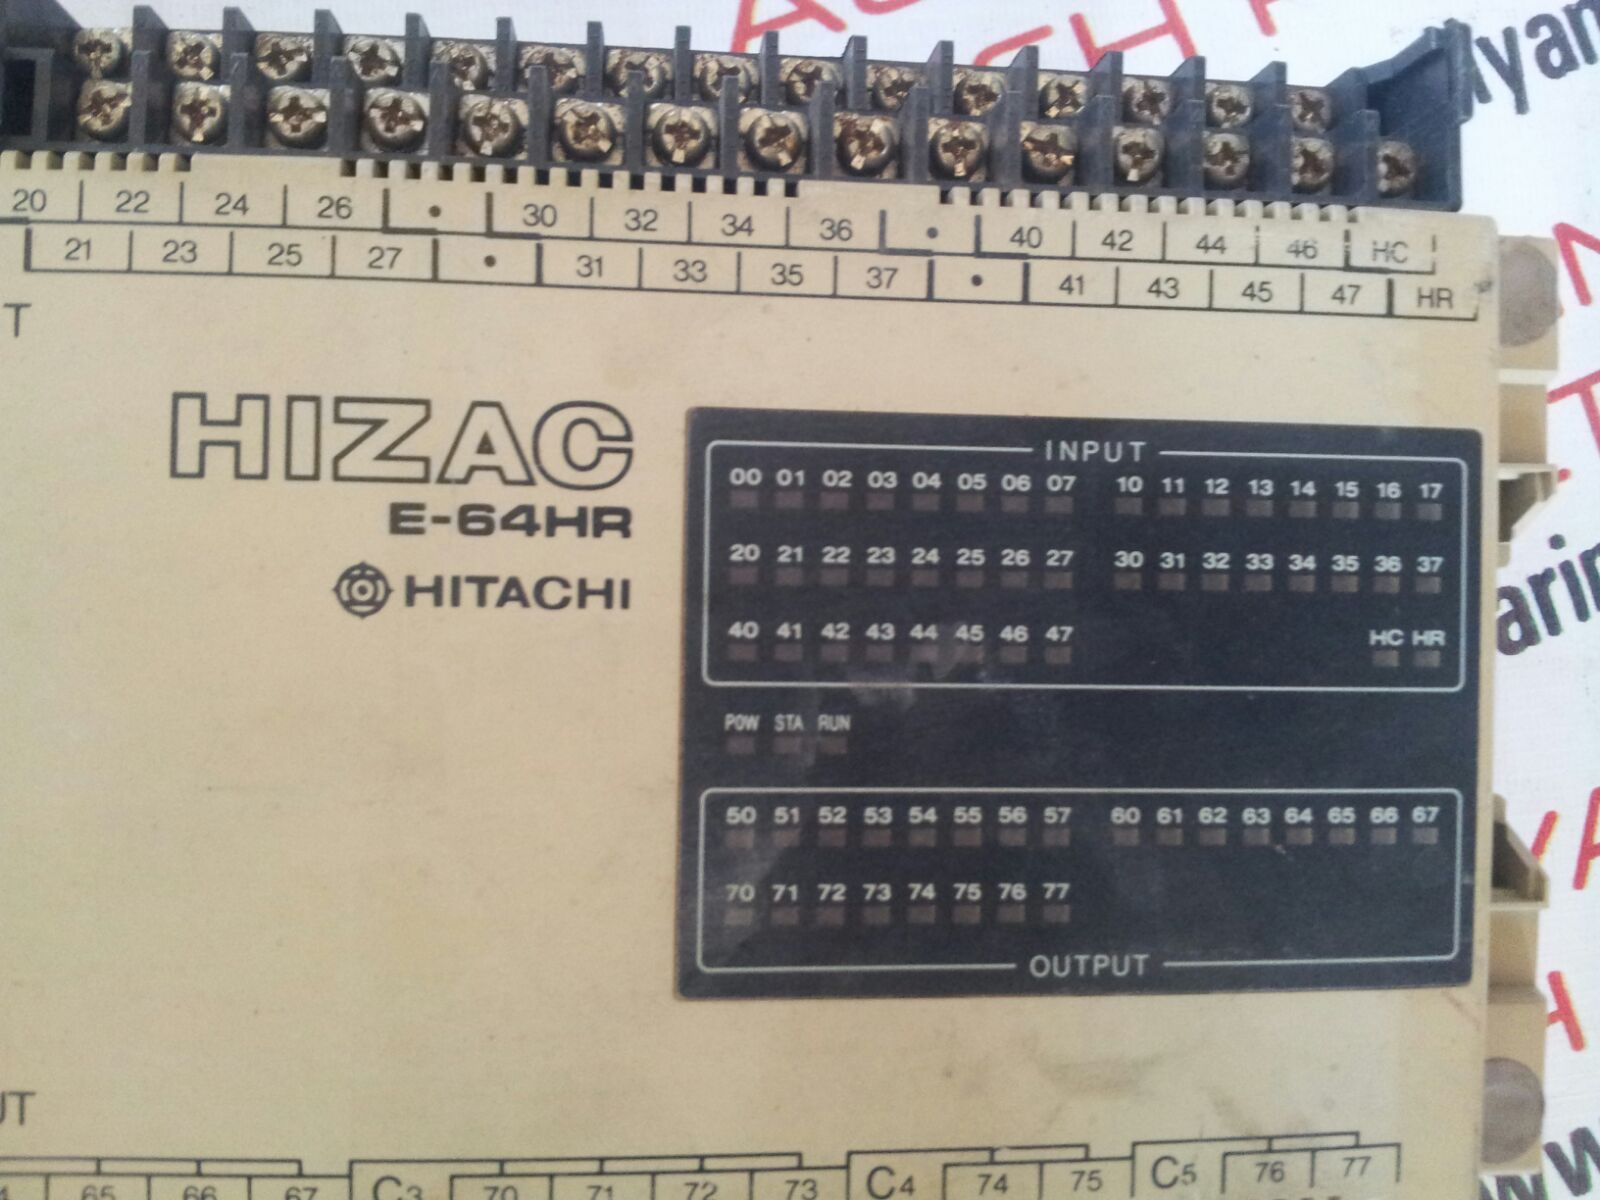 20 22 24 26 • 30 32 34 36 • 40 42 44 46 HC
21 23 25 27 • 31 33 35 37 • 41 43 45 47 HR
T
HIZAC
E-64HR
HITACHI
INPUT
00 01 02 03 04 05 06 07 10 11 12 13 14 15 16 17
20 21 22 23 24 25 26 27 30 31 32 33 34 35 36 37
40 41 42 43 44 45 46 47 HC HR
POW STA RUN
50 51 52 53 54 55 56 57 60 61 62 63 64 65 66 67
70 71 72 73 74 75 76 77
OUTPUT
UT
65 66 67 C3 70 71 72 73 C4 74 75 C5 76 77